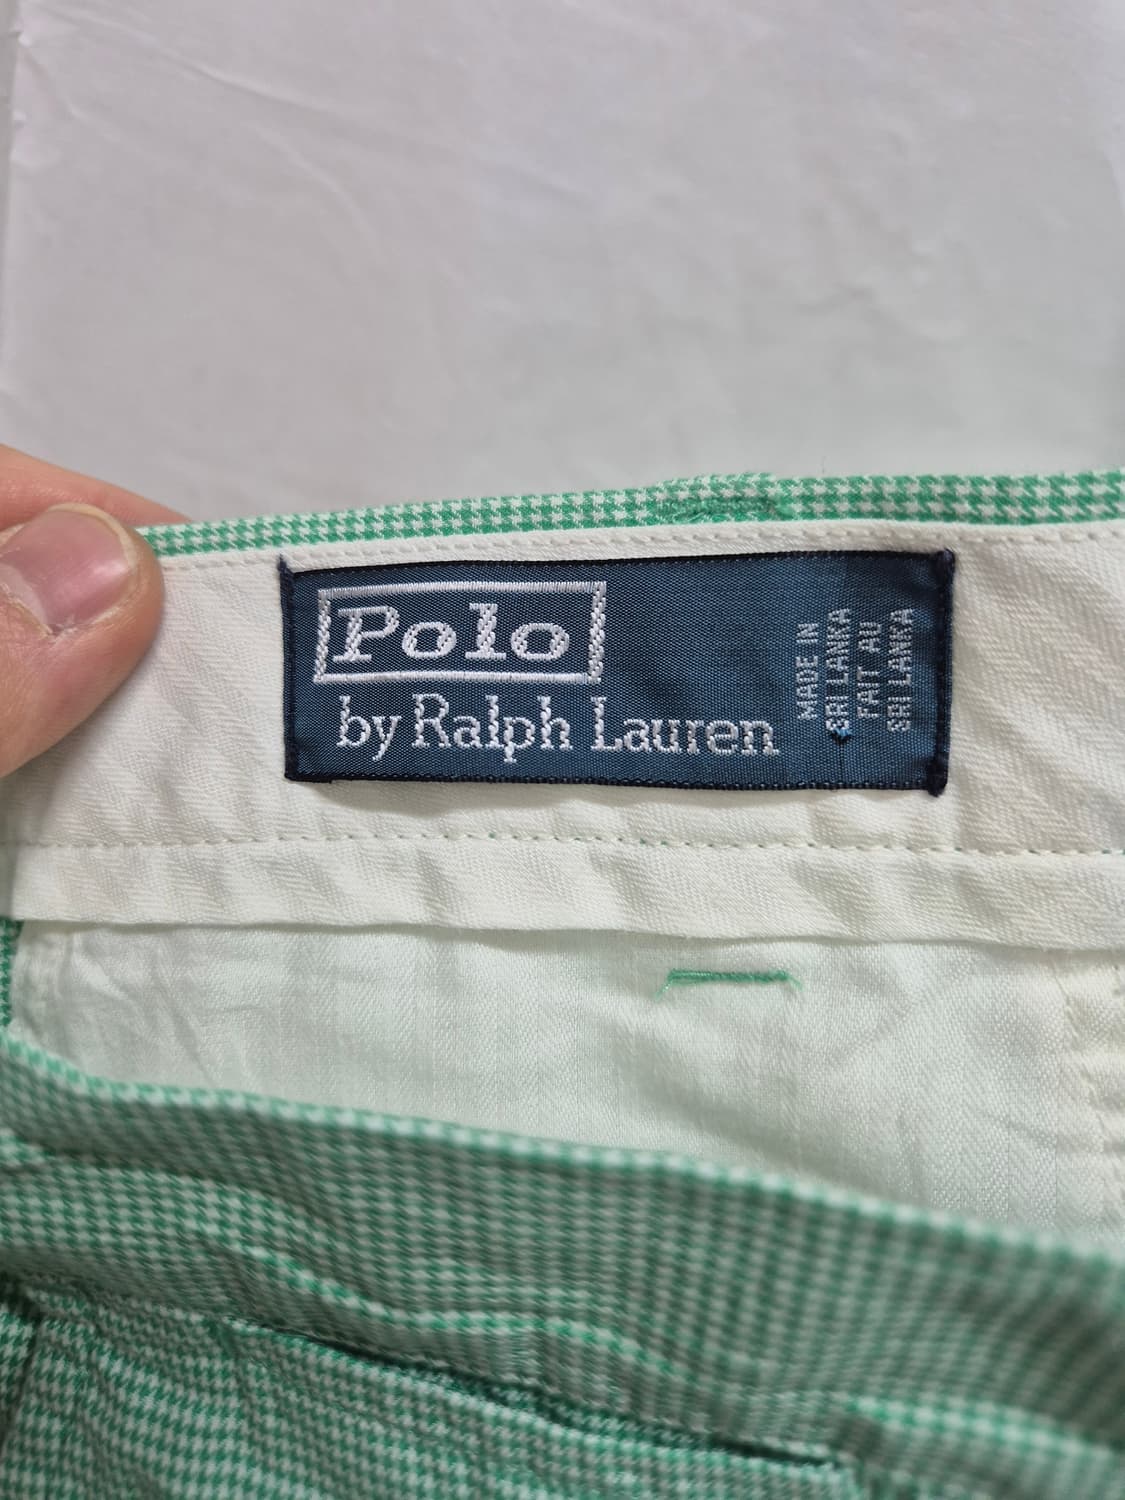 Polo
by Ralph Lauren
MADE IN
SRI LANKA
FAIT AU
SRI LANKA